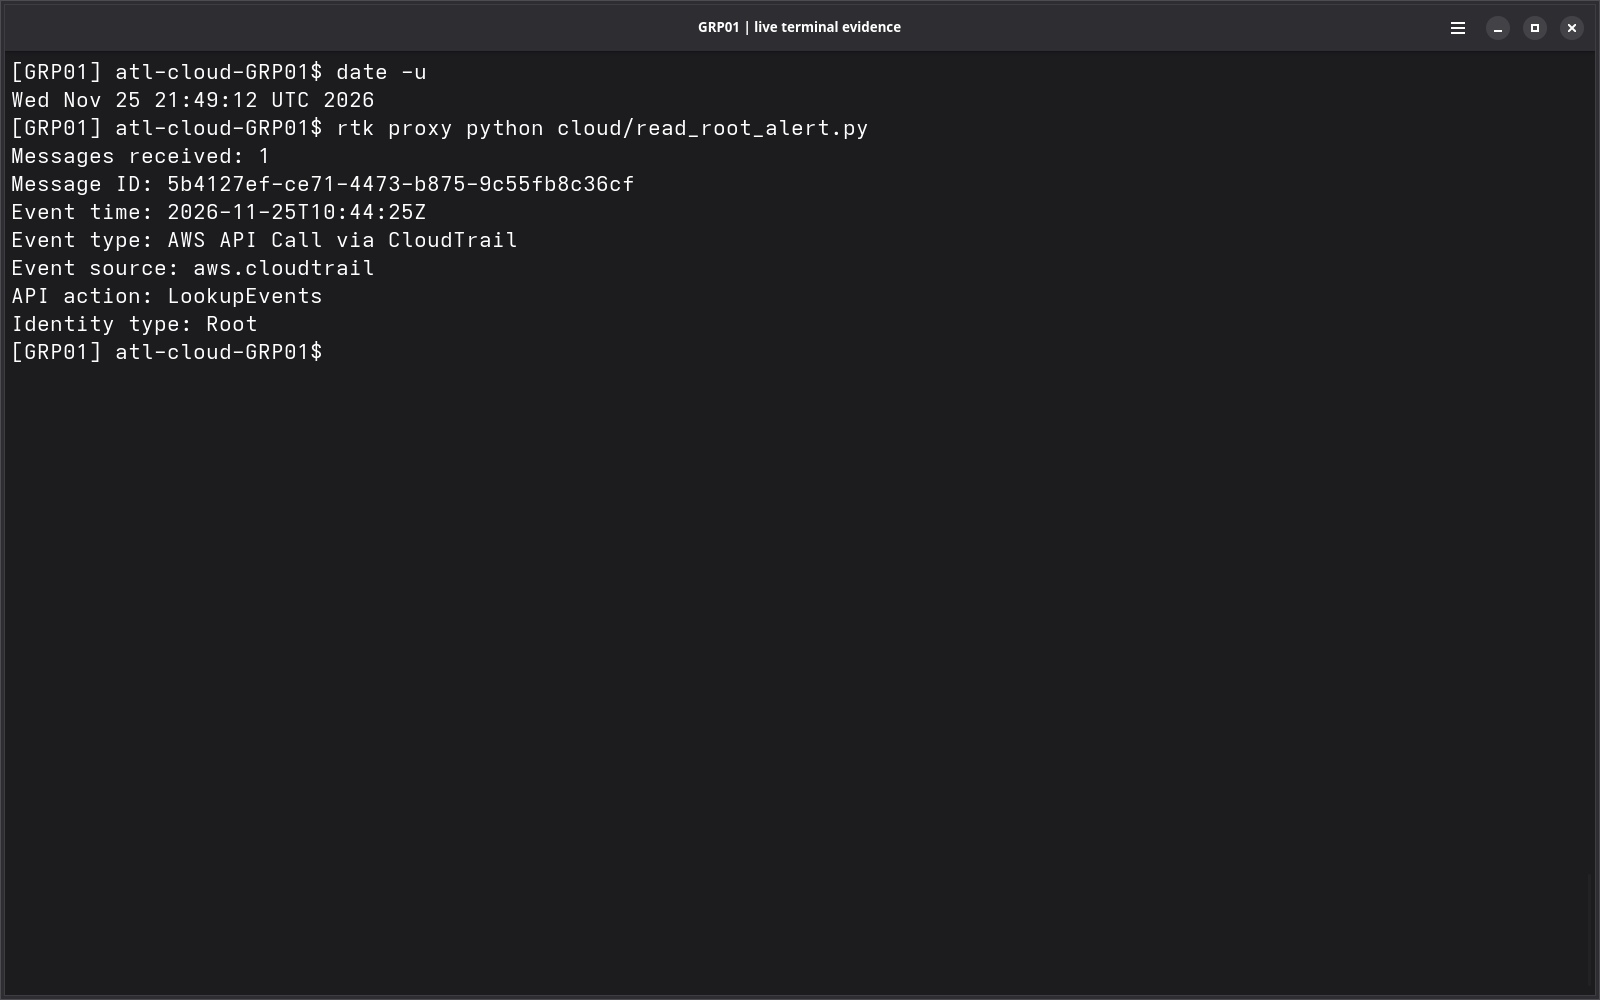 GRP01 | live terminal evidence
[GRP01] atl-cloud-GRP01$ date -u
Wed Nov 25 21:49:12 UTC 2026
[GRP01] atl-cloud-GRP01$ rtk proxy python cloud/read_root_alert.py
Messages received: 1
Message ID: 5b4127ef-ce71-4473-b875-9c55fb8c36cf
Event time: 2026-11-25T10:44:25Z
Event type: AWS API Call via CloudTrail
Event source: aws.cloudtrail
API action: LookupEvents
Identity type: Root
[GRP01] atl-cloud-GRP01$